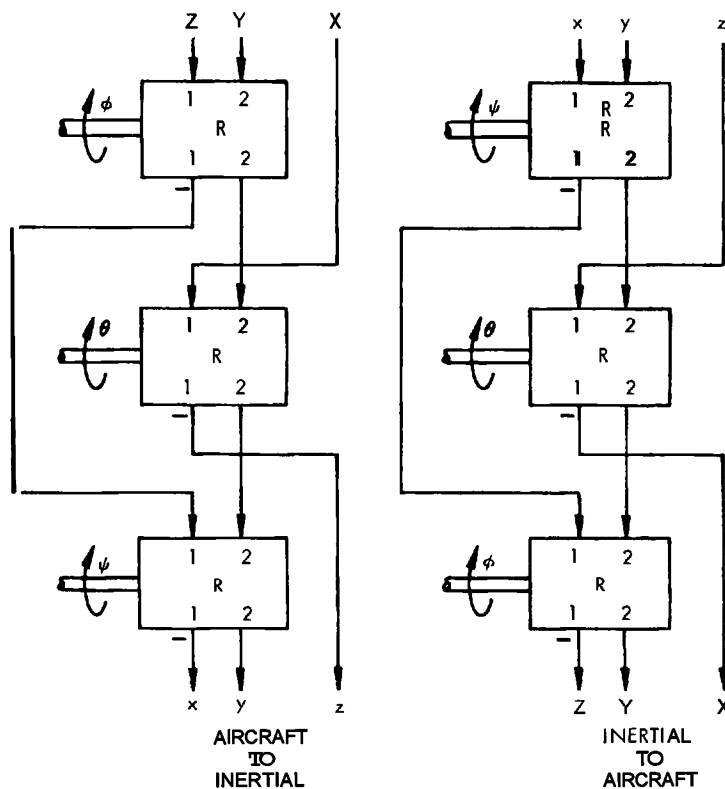 Z Y X
1 2
φ
R
1 2
–
1 2
θ
R
1 2
–
1 2
ψ
R
1 2
–
x y z
AIRCRAFT
TO
INERTIAL
x y z
1 2
ψ
R
R
1 2
–
1 2
θ
R
1 2
–
1 2
φ
R
1 2
–
Z Y X
INERTIAL
TO
AIRCRAFT